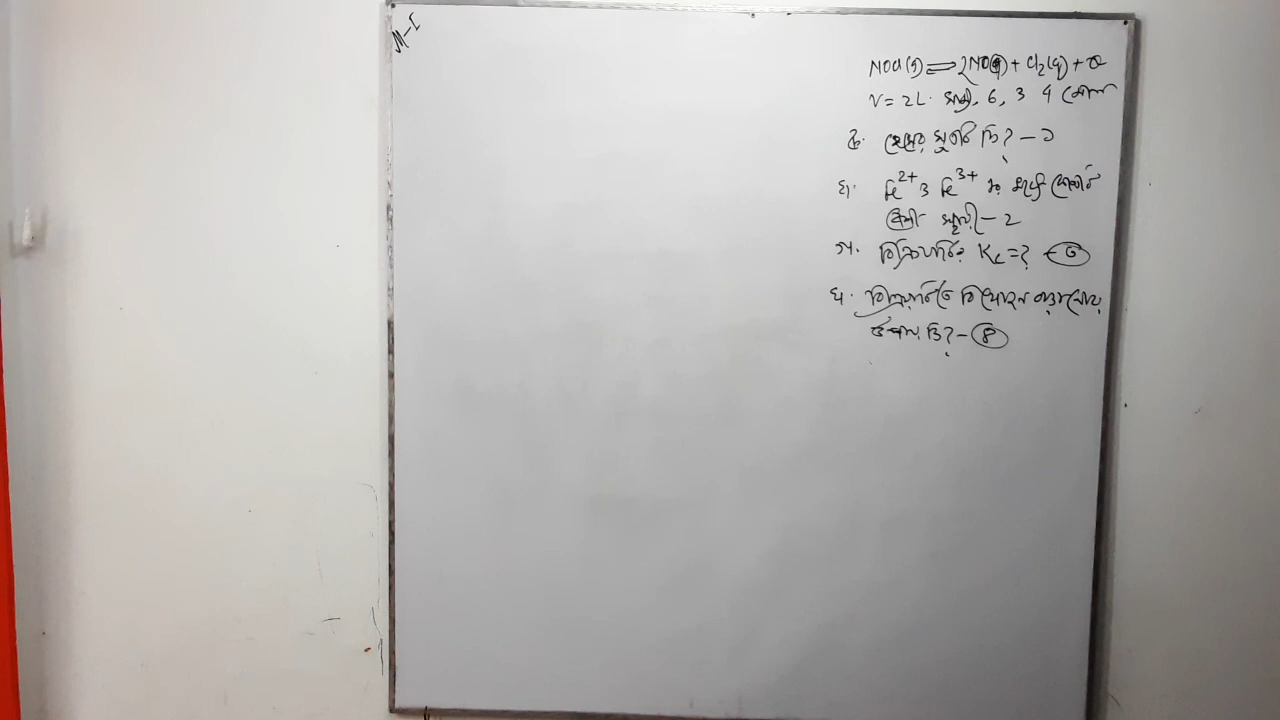 M-I
NOCl(g) ⇌ 2NO(g) + Cl₂(g) + Q
V = 2L. সাম্য, 6, 3 4 মোল
ক. হেসের সূত্রটি কি? – ১
খ. Fe²⁺ ও Fe³⁺ এর মধ্যে কোনটি
বেশী স্থায়ী – 2
গ. বিক্রিয়াটির Kc = ? – ৩
ঘ. বিক্রিয়াটিতে বিয়োজন বাড়ানোর
উপায় কি? – ৪